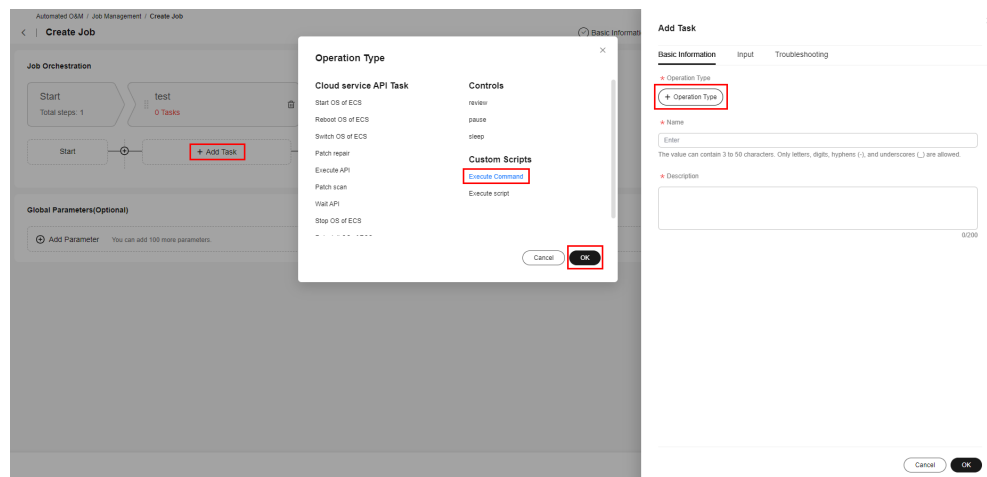 Automated O&M / Job Management / Create Job
Create Job
Basic Informati
Job Orchestration
Start
Total steps: 1
test
0 Tasks
Start
+ Add Task
Global Parameters(Optional)
Add Parameter You can add 100 more parameters.
Operation Type
Cloud service API Task
Start OS of ECS
Reboot OS of ECS
Switch OS of ECS
Patch repair
Execute API
Patch scan
Wait API
Stop OS of ECS
Controls
review
pause
sleep
Custom Scripts
Execute Command
Execute script
Cancel
OK
Add Task
Basic Information Input Troubleshooting
* Operation Type
+ Operation Type
* Name
Enter
The value can contain 3 to 50 characters. Only letters, digits, hyphens (-), and underscores (_) are allowed.
* Description
0/200
Cancel
OK